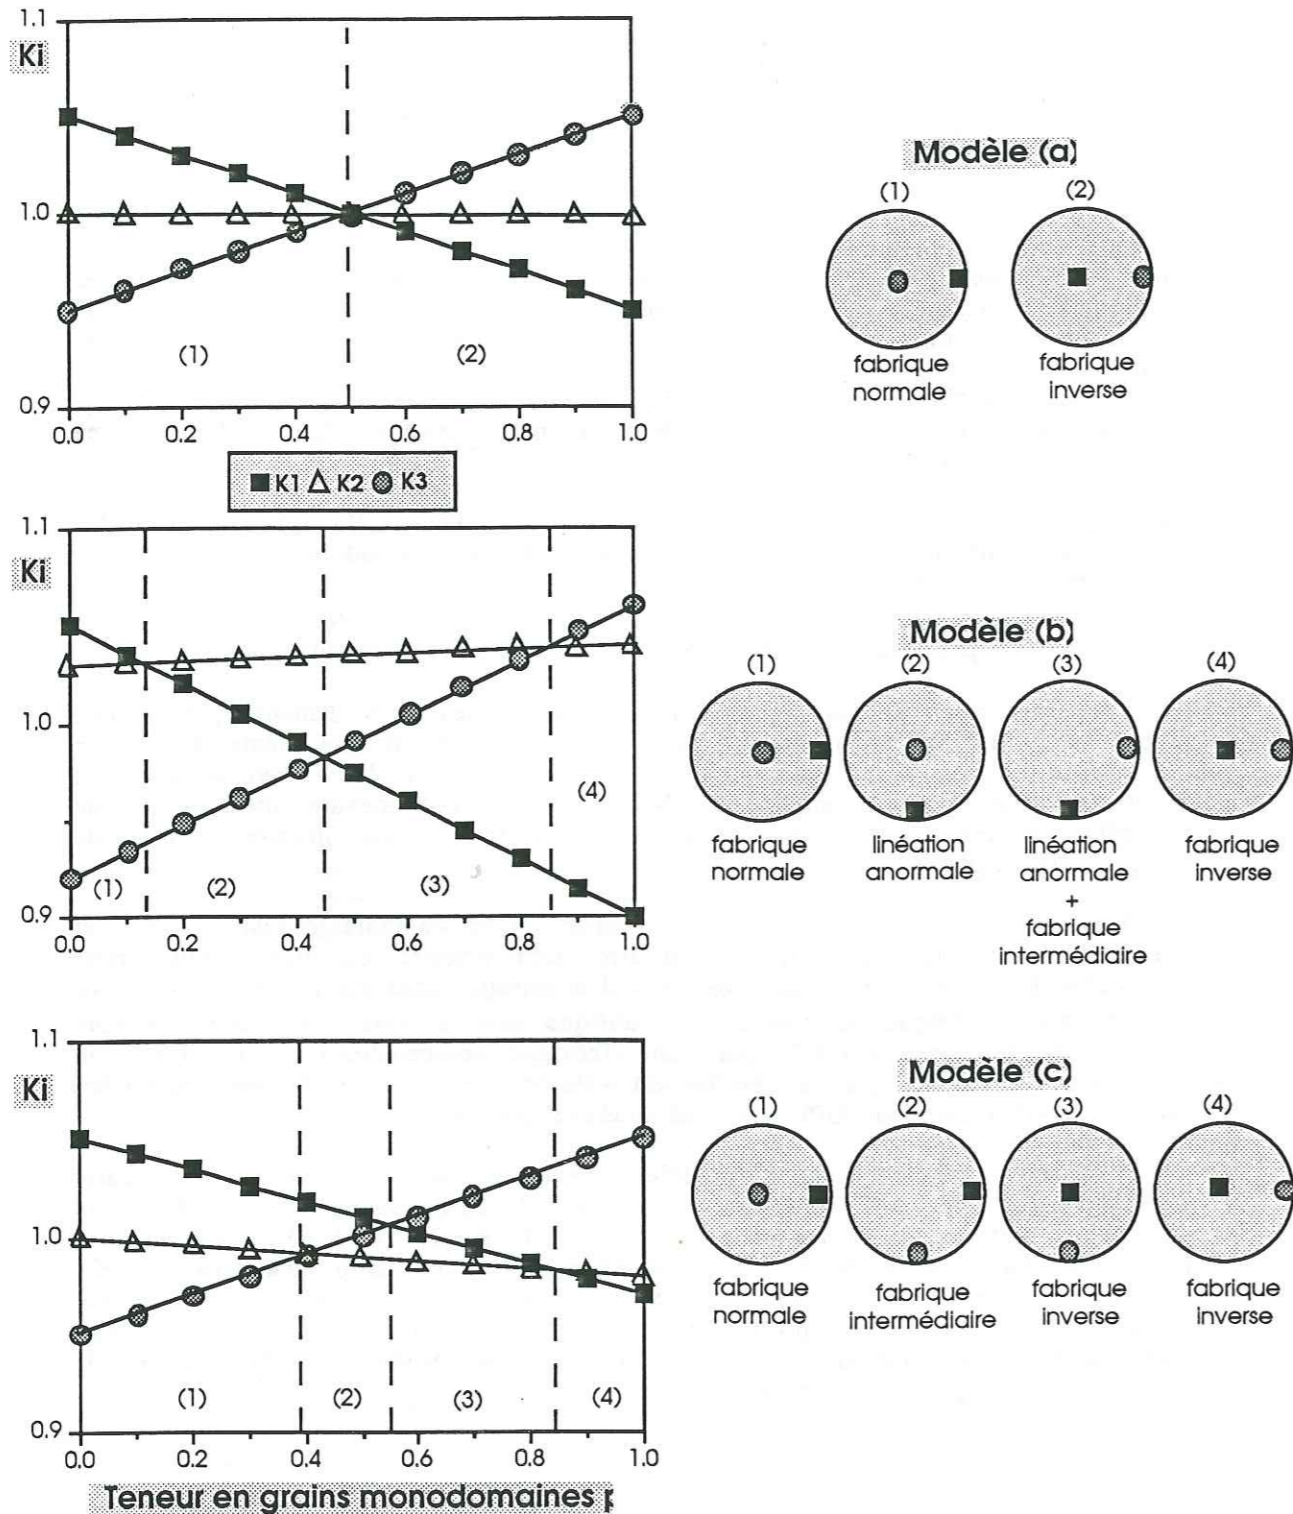 1.1
Ki
1.0
0.9
(1) (2)
0.0 0.2 0.4 0.6 0.8 1.0
Modèle (a)
(1) (2)
fabrique normale
fabrique inverse
K1 K2 K3
1.1
Ki
1.0
0.9
(1) (2) (3) (4)
0.0 0.2 0.4 0.6 0.8 1.0
Modèle (b)
(1) (2) (3) (4)
fabrique normale
linéation anormale
linéation anormale + fabrique intermédiaire
fabrique inverse
1.1
Ki
1.0
0.9
(1) (2) (3) (4)
0.0 0.2 0.4 0.6 0.8 1.0
Teneur en grains monodomaines p
Modèle (c)
(1) (2) (3) (4)
fabrique normale
fabrique intermédiaire
fabrique inverse
fabrique inverse